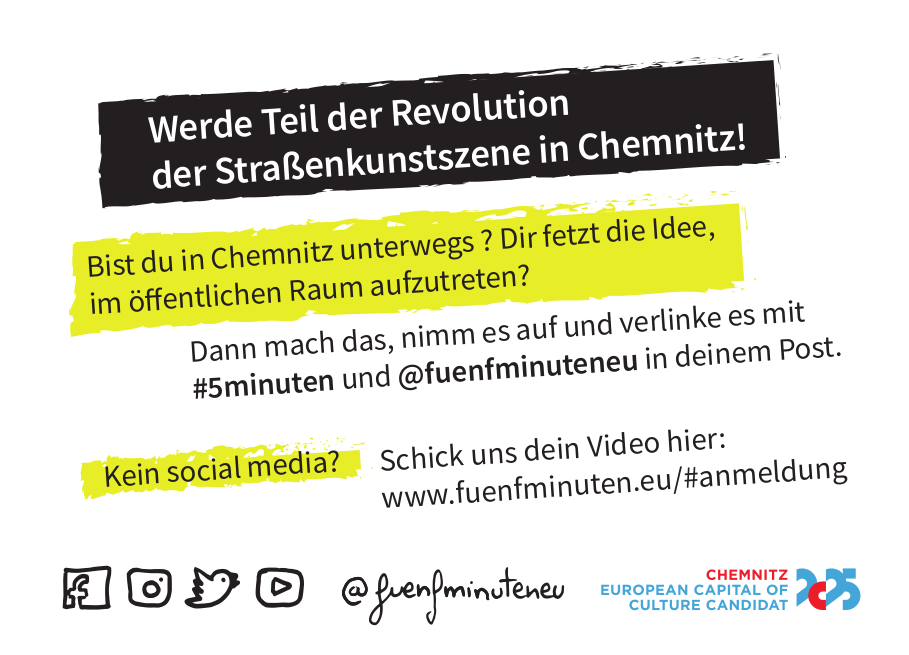 Werde Teil der Revolution
der Straßenkunstszene in Chemnitz!
Bist du in Chemnitz unterwegs ? Dir fetzt die Idee,
im öffentlichen Raum aufzutreten?
Dann mach das, nimm es auf und verlinke es mit
#5minuten und @fuenfminuteneu in deinem Post.
Kein social media?
Schick uns dein Video hier:
www.fuenfminuten.eu/#anmeldung
@fuenfminuteneu
CHEMNITZ
EUROPEAN CAPITAL OF
CULTURE CANDIDAT
2025